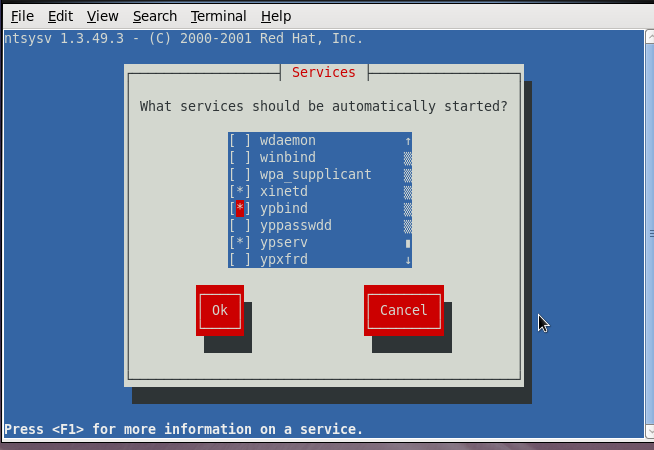 File Edit View Search Terminal Help
ntsysv 1.3.49.3 - (C) 2000-2001 Red Hat, Inc.
Services
What services should be automatically started?
[ ] wdaemon
[ ] winbind
[ ] wpa_supplicant
[*] xinetd
[*] ypbind
[ ] yppasswdd
[*] ypserv
[ ] ypxfrd
Ok Cancel
Press <F1> for more information on a service.